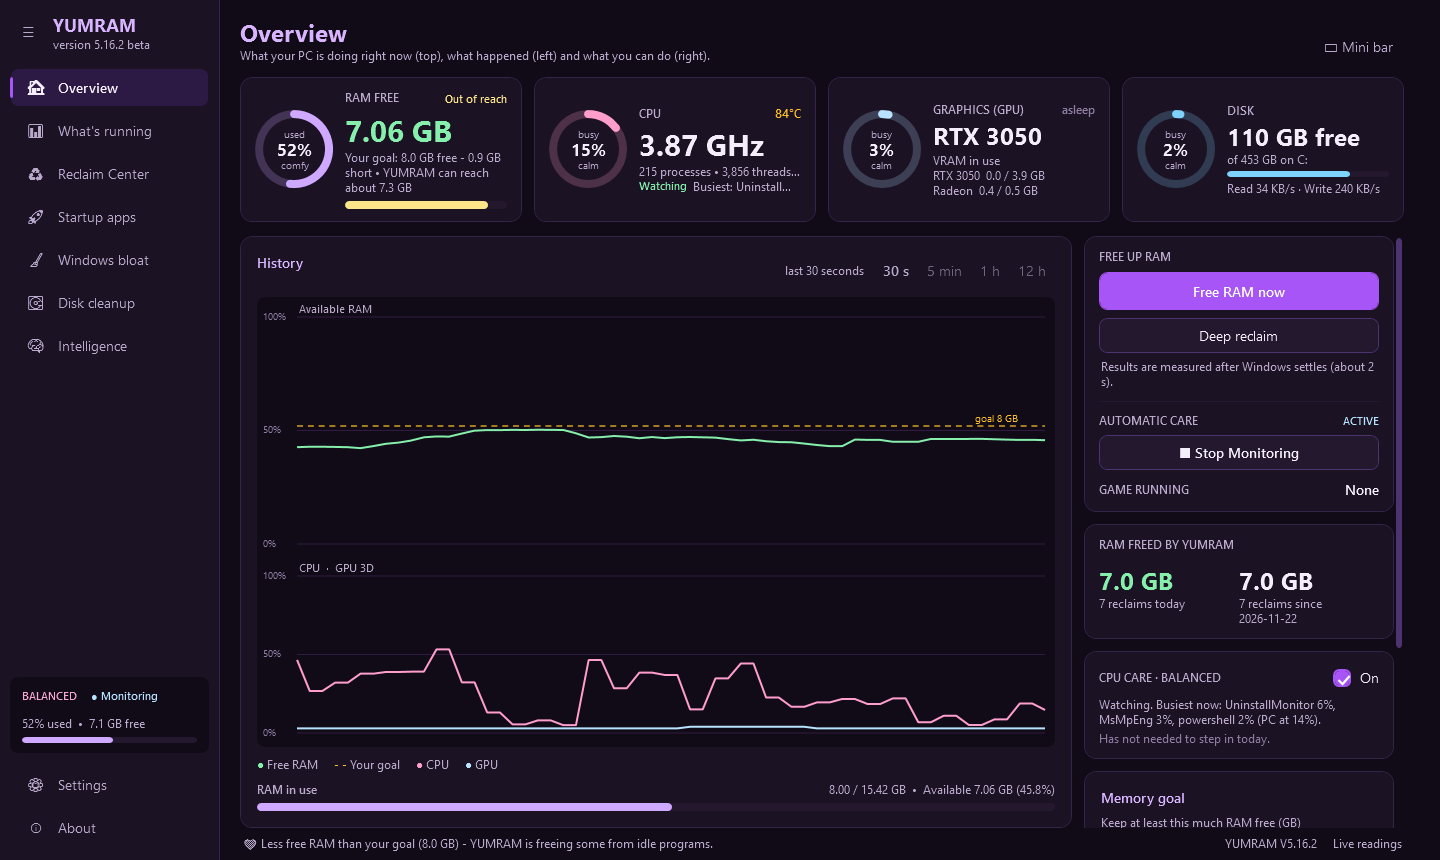 YUMRAM
version 5.16.2 beta
Overview
What's running
Reclaim Center
Startup apps
Windows bloat
Disk cleanup
Intelligence
BALANCED ● Monitoring
52% used • 7.1 GB free
Settings
About
Overview
What your PC is doing right now (top), what happened (left) and what you can do (right).
Mini bar
used
52%
comfy
RAM FREE
Out of reach
7.06 GB
Your goal: 8.0 GB free - 0.9 GB
short • YUMRAM can reach
about 7.3 GB
busy
15%
calm
CPU
84°C
3.87 GHz
215 processes • 3,856 threads...
Watching Busiest: Uninstall...
busy
3%
calm
GRAPHICS (GPU)
asleep
RTX 3050
VRAM in use
RTX 3050 0.0 / 3.9 GB
Radeon 0.4 / 0.5 GB
busy
2%
calm
DISK
110 GB free
of 453 GB on C:
Read 34 KB/s · Write 240 KB/s
History
last 30 seconds 30 s 5 min 1 h 12 h
Available RAM
100%
goal 8 GB
50%
0%
CPU · GPU 3D
100%
50%
0%
● Free RAM - - Your goal ● CPU ● GPU
RAM in use
8.00 / 15.42 GB • Available 7.06 GB (45.8%)
FREE UP RAM
Free RAM now
Deep reclaim
Results are measured after Windows settles (about 2
s).
AUTOMATIC CARE
ACTIVE
Stop Monitoring
GAME RUNNING
None
RAM FREED BY YUMRAM
7.0 GB
7 reclaims today
7.0 GB
7 reclaims since
2026-11-22
CPU CARE · BALANCED
On
Watching. Busiest now: UninstallMonitor 6%,
MsMpEng 3%, powershell 2% (PC at 14%).
Has not needed to step in today.
Memory goal
Keep at least this much RAM free (GB)
Less free RAM than your goal (8.0 GB) - YUMRAM is freeing some from idle programs.
YUMRAM V5.16.2
Live readings